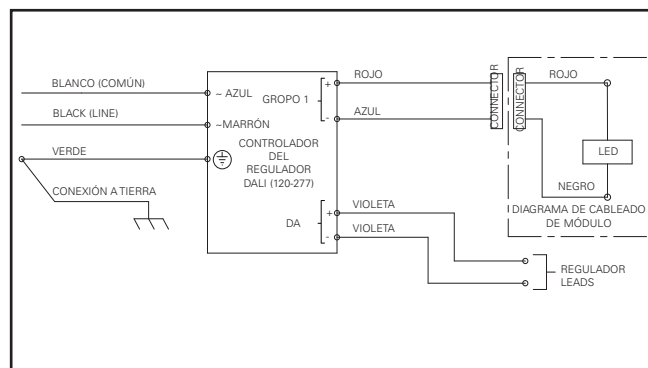 BLANCO (COMÚN)
BLACK (LINE)
VERDE
CONEXIÓN A TIERRA
~ AZUL
GROPO 1
+
-
~MARRÓN
CONTROLADOR
DEL
REGULADOR
DALI (120-277)
DA
+
-
ROJO
AZUL
VIOLETA
VIOLETA
CONNECTOR
CONNECTOR
ROJO
LED
NEGRO
DIAGRAMA DE CABLEADO
DE MÓDULO
REGULADOR
LEADS